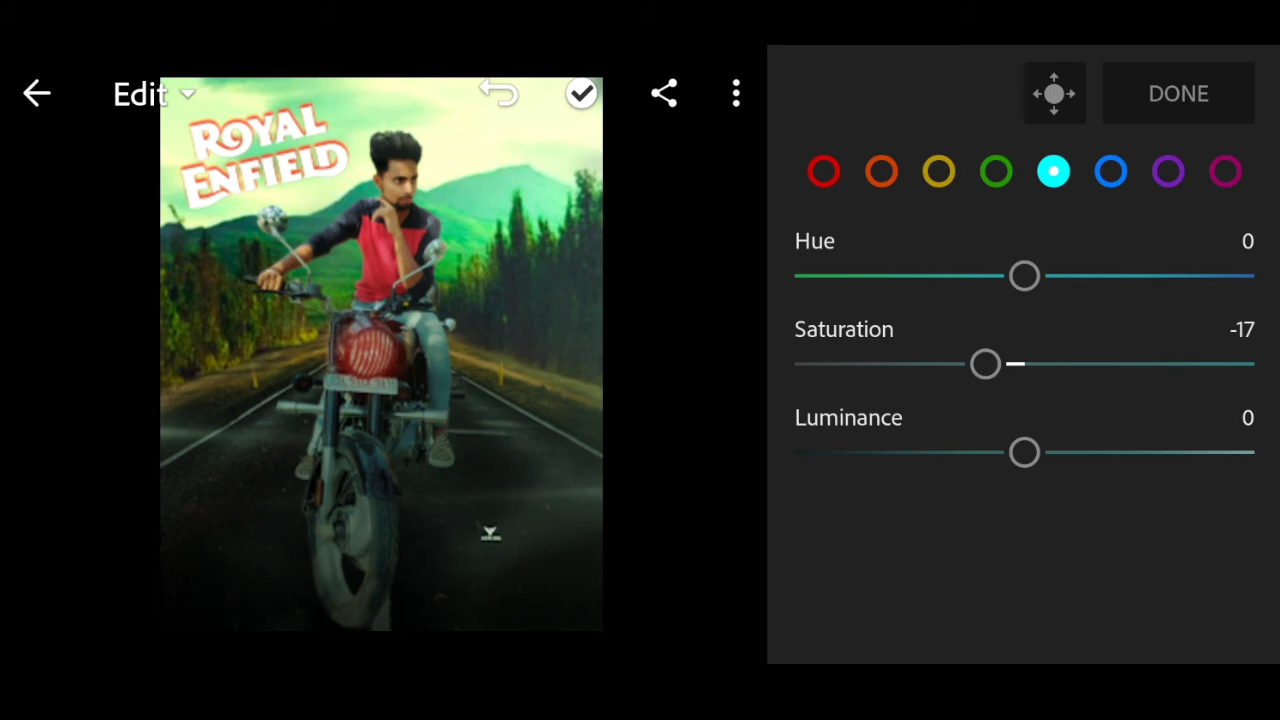 Edit
DONE
ROYAL
ENFIELD
Hue
0
Saturation
-17
Luminance
0